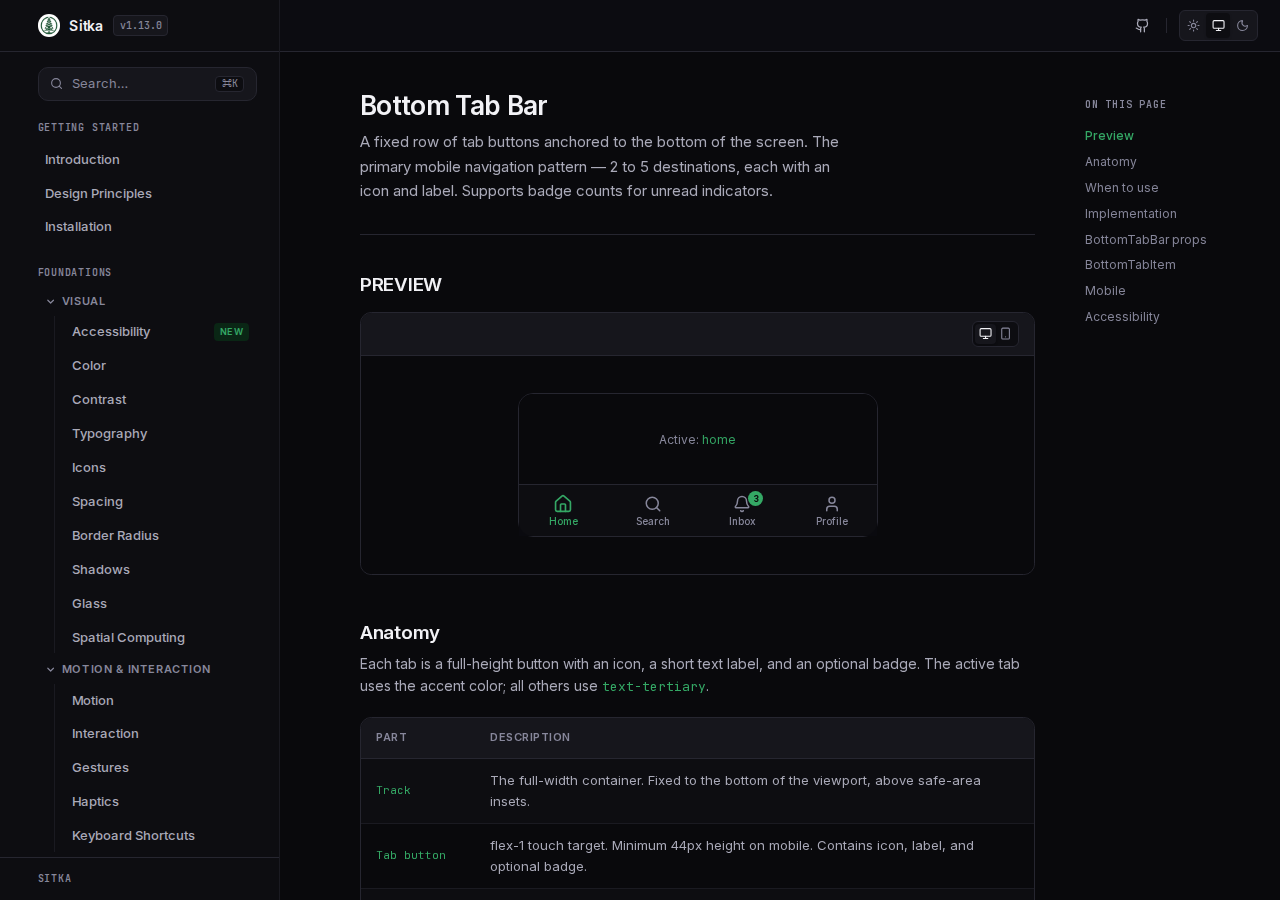 Sitka
v1.13.0
Search...
⌘K
GETTING STARTED
Introduction
Design Principles
Installation
FOUNDATIONS
VISUAL
Accessibility
NEW
Color
Contrast
Typography
Icons
Spacing
Border Radius
Shadows
Glass
Spatial Computing
MOTION & INTERACTION
Motion
Interaction
Gestures
Haptics
Keyboard Shortcuts
SITKA
Bottom Tab Bar
A fixed row of tab buttons anchored to the bottom of the screen. The
primary mobile navigation pattern — 2 to 5 destinations, each with an
icon and label. Supports badge counts for unread indicators.
PREVIEW
Active: home
3
Home
Search
Inbox
Profile
Anatomy
Each tab is a full-height button with an icon, a short text label, and an optional badge. The active tab
uses the accent color; all others use text-tertiary.
PART
DESCRIPTION
Track
The full-width container. Fixed to the bottom of the viewport, above safe-area
insets.
Tab button
flex-1 touch target. Minimum 44px height on mobile. Contains icon, label, and
optional badge.
ON THIS PAGE
Preview
Anatomy
When to use
Implementation
BottomTabBar props
BottomTabItem
Mobile
Accessibility